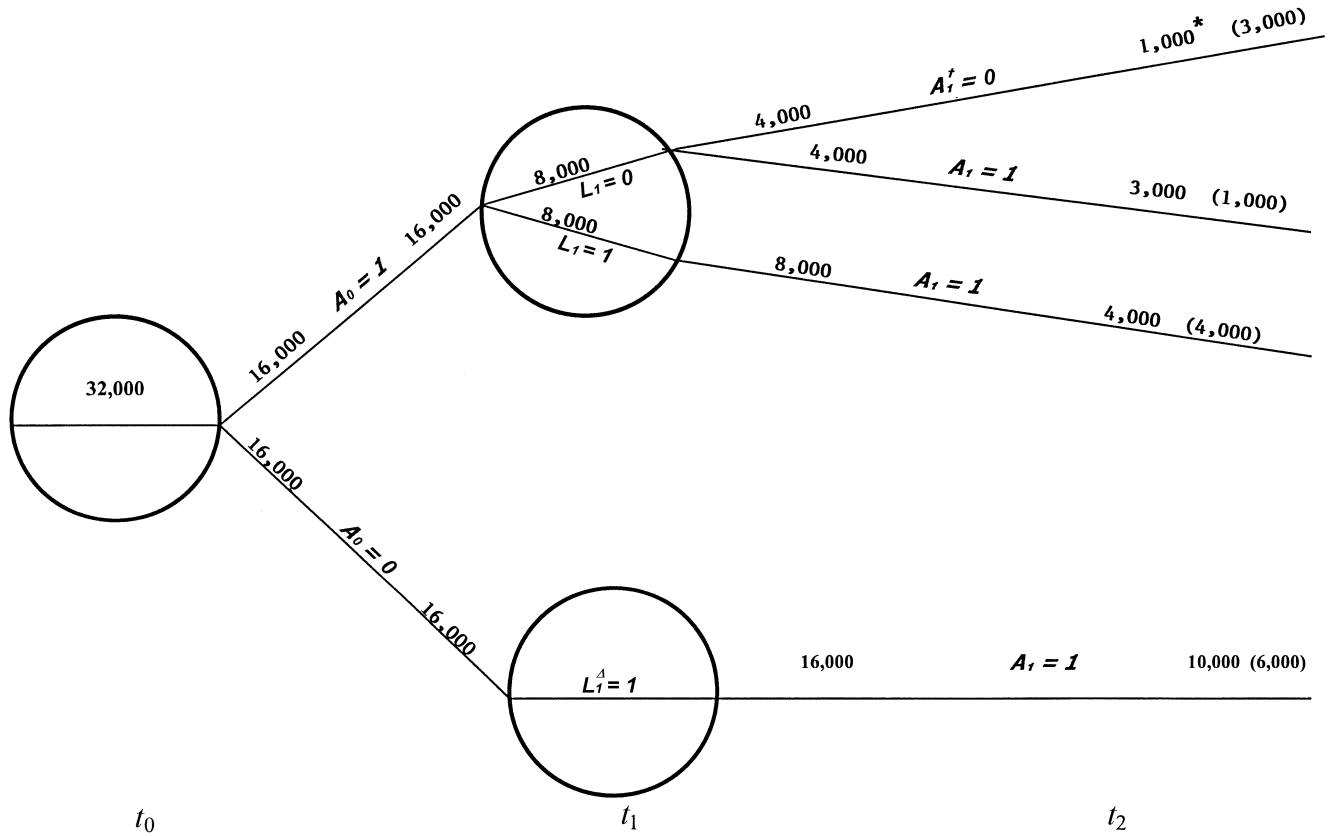 1,000* (3,000)
A₁† = 0
4,000
4,000
A₁ = 1
3,000 (1,000)
8,000
L₁ = 0
8,000
L₁ = 1
8,000
A₁ = 1
4,000 (4,000)
16,000
A₀ = 1
16,000
32,000
16,000
A₀ = 0
16,000
L₁Δ = 1
16,000
A₁ = 1
10,000 (6,000)
t₀
t₁
t₂